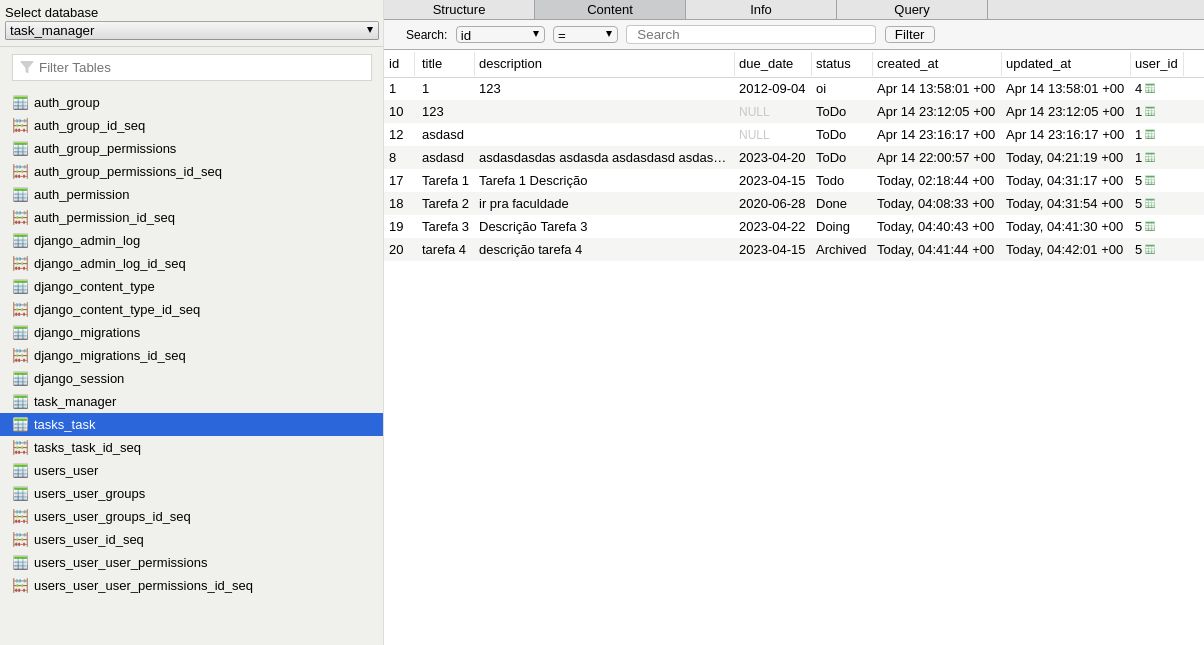 Select database
task_manager
Filter Tables
auth_group
auth_group_id_seq
auth_group_permissions
auth_group_permissions_id_seq
auth_permission
auth_permission_id_seq
django_admin_log
django_admin_log_id_seq
django_content_type
django_content_type_id_seq
django_migrations
django_migrations_id_seq
django_session
task_manager
tasks_task
tasks_task_id_seq
users_user
users_user_groups
users_user_groups_id_seq
users_user_id_seq
users_user_user_permissions
users_user_user_permissions_id_seq
Structure Content Info Query
Search: id = Search Filter
id title description due_date status created_at updated_at user_id
1 1 123 2012-09-04 oi Apr 14 13:58:01 +00 Apr 14 13:58:01 +00 4
10 123 NULL ToDo Apr 14 23:12:05 +00 Apr 14 23:12:05 +00 1
12 asdasd NULL ToDo Apr 14 23:16:17 +00 Apr 14 23:16:17 +00 1
8 asdasd asdasdasdas asdasda asdasdasd asdas… 2023-04-20 ToDo Apr 14 22:00:57 +00 Today, 04:21:19 +00 1
17 Tarefa 1 Tarefa 1 Descrição 2023-04-15 Todo Today, 02:18:44 +00 Today, 04:31:17 +00 5
18 Tarefa 2 ir pra faculdade 2020-06-28 Done Today, 04:08:33 +00 Today, 04:31:54 +00 5
19 Tarefa 3 Descrição Tarefa 3 2023-04-22 Doing Today, 04:40:43 +00 Today, 04:41:30 +00 5
20 tarefa 4 descrição tarefa 4 2023-04-15 Archived Today, 04:41:44 +00 Today, 04:42:01 +00 5